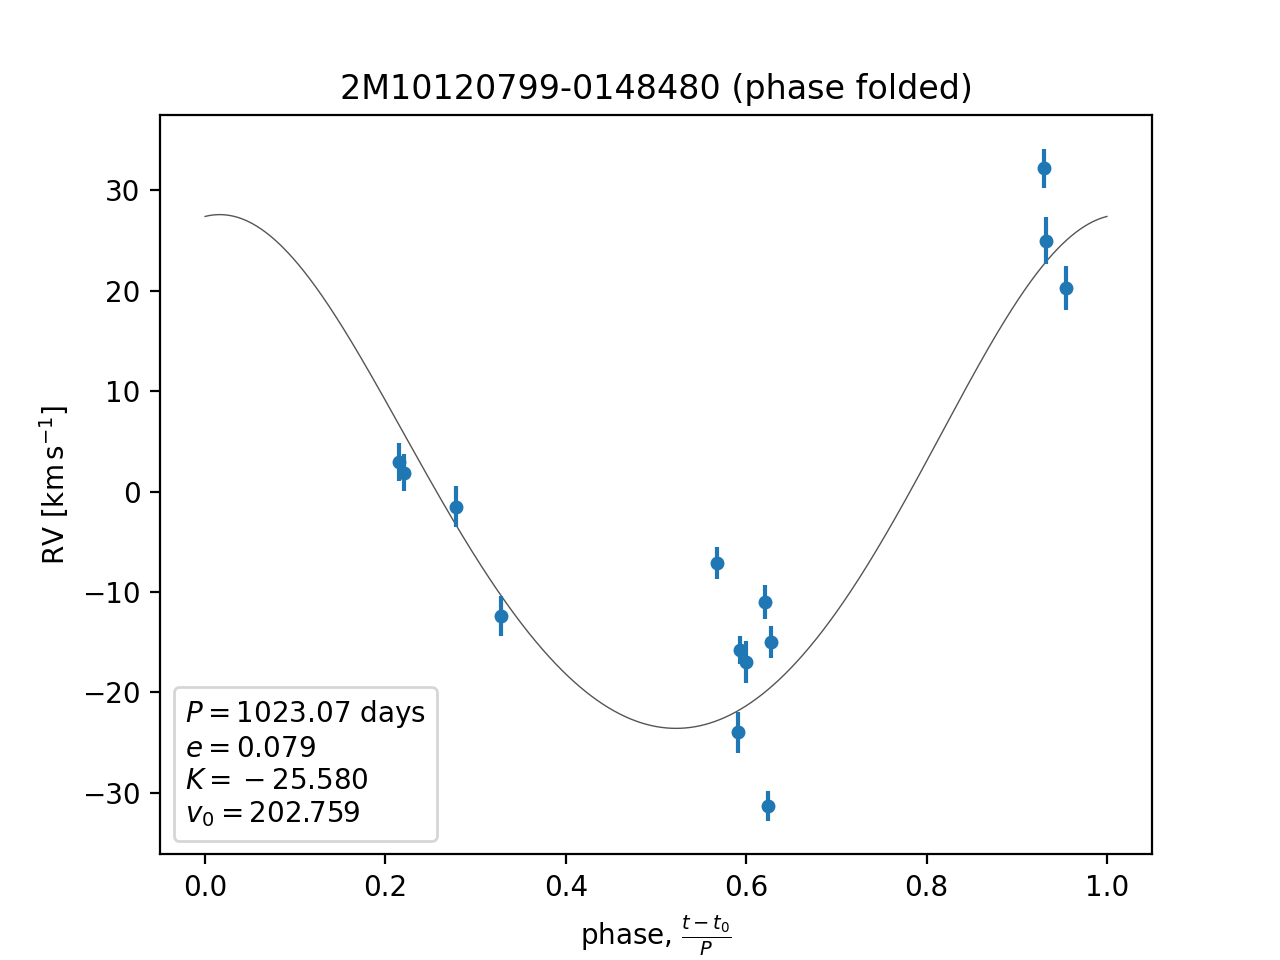 2M10120799-0148480 (phase folded)
RV [km s⁻¹]
30
20
10
0
−10
−20
−30
P = 1023.07 days
e = 0.079
K = − 25.580
v₀ = 202.759
0.0 0.2 0.4 0.6 0.8 1.0
phase, (t − t₀)/P